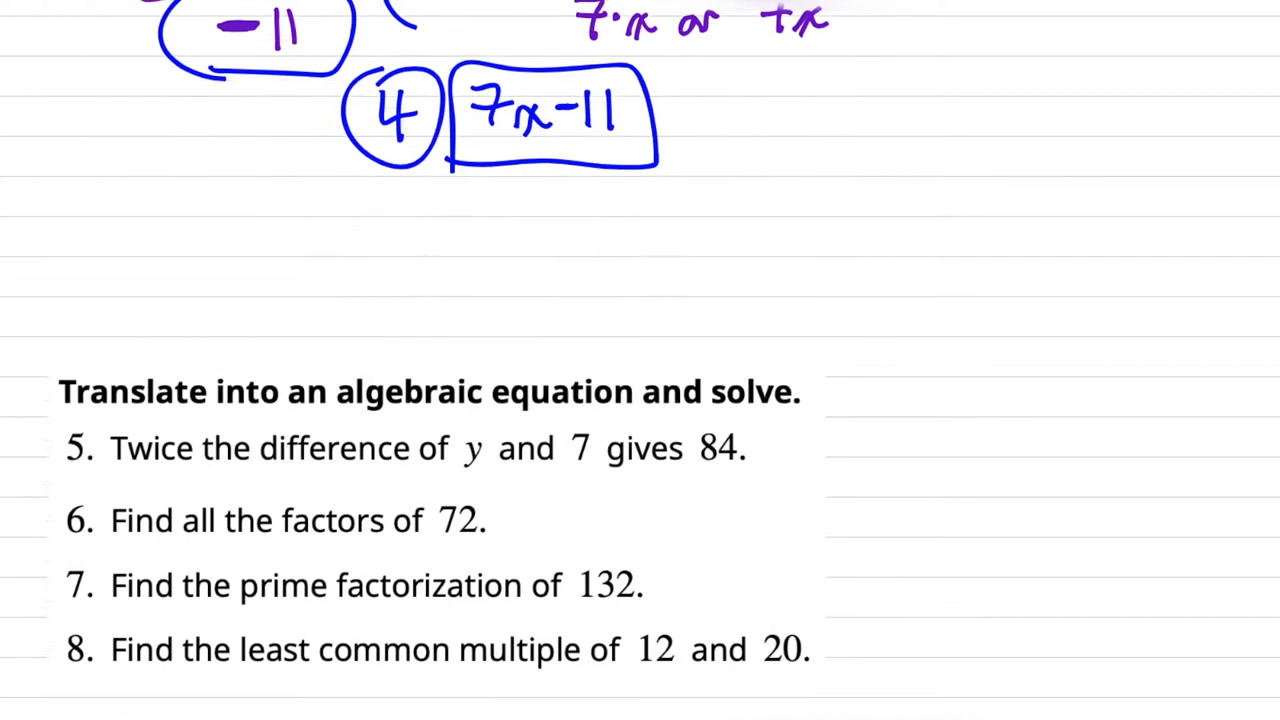 -11
7·x or 7x
4 7x-11
Translate into an algebraic equation and solve.
5. Twice the difference of y and 7 gives 84.
6. Find all the factors of 72.
7. Find the prime factorization of 132.
8. Find the least common multiple of 12 and 20.